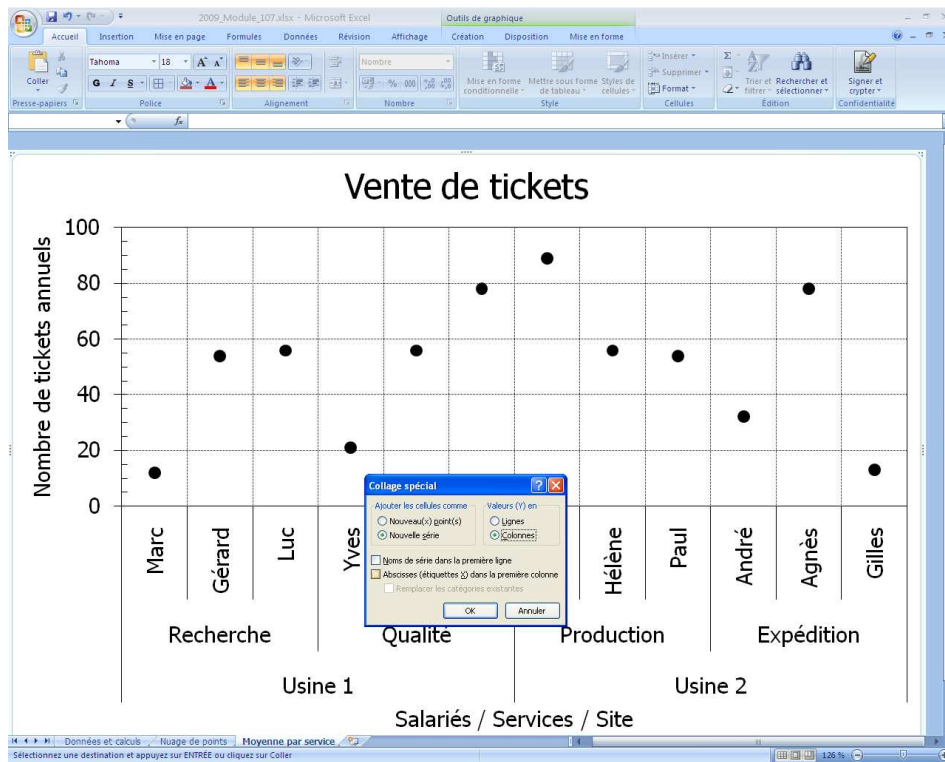 2009_Module_107.xlsx - Microsoft Excel
Outils de graphique
Accueil Insertion Mise en page Formules Données Révision Affichage Création Disposition Mise en forme
Coller
Tahoma 18
G I S
Nombre
% 000
Mise en forme conditionnelle
Mettre sous forme de tableau
Styles de cellules
Insérer
Supprimer
Format
Trier et filtrer
Rechercher et sélectionner
Signer et crypter
Presse-papiers Police Alignement Nombre Style Cellules Édition Confidentialité
fx
Vente de tickets
Nombre de tickets annuels
100
80
60
40
20
0
Collage spécial
Ajouter les cellules comme
Nouveau(x) point(s)
Nouvelle série
Valeurs (Y) en
Lignes
Colonnes
Noms de série dans la première ligne
Abscisses (étiquettes X) dans la première colonne
Remplacer les catégories existantes
OK Annuler
Marc Gérard Luc Yves Hélène Paul André Agnès Gilles
Recherche Qualité Production Expédition
Usine 1 Usine 2
Salariés / Services / Site
Données et calculs Nuage de points Moyenne par service
Sélectionnez une destination et appuyez sur ENTRÉE ou cliquez sur Coller
126 %